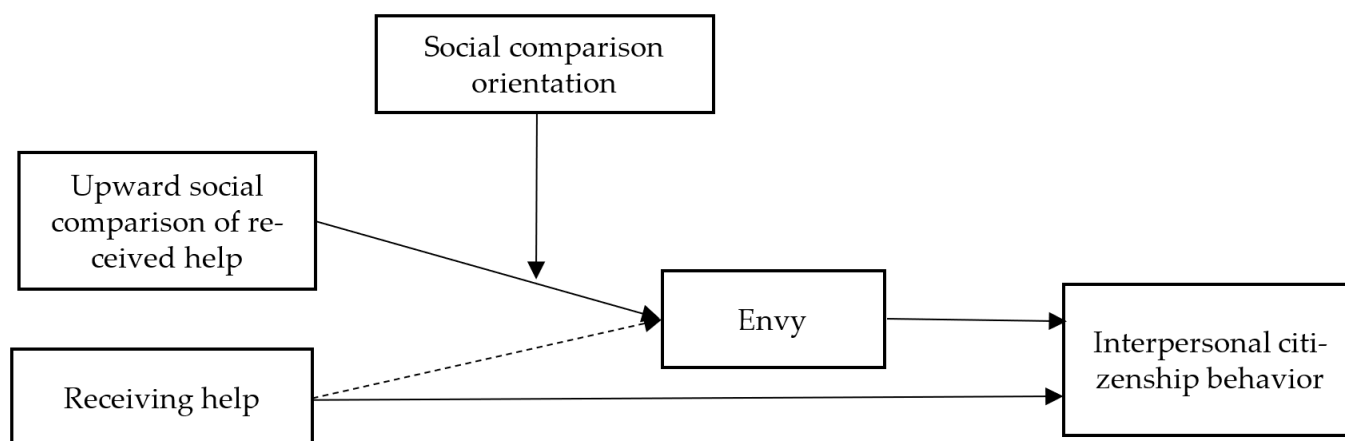 Social comparison
orientation
Upward social
comparison of re-
ceived help
Envy
Interpersonal citi-
zenship behavior
Receiving help